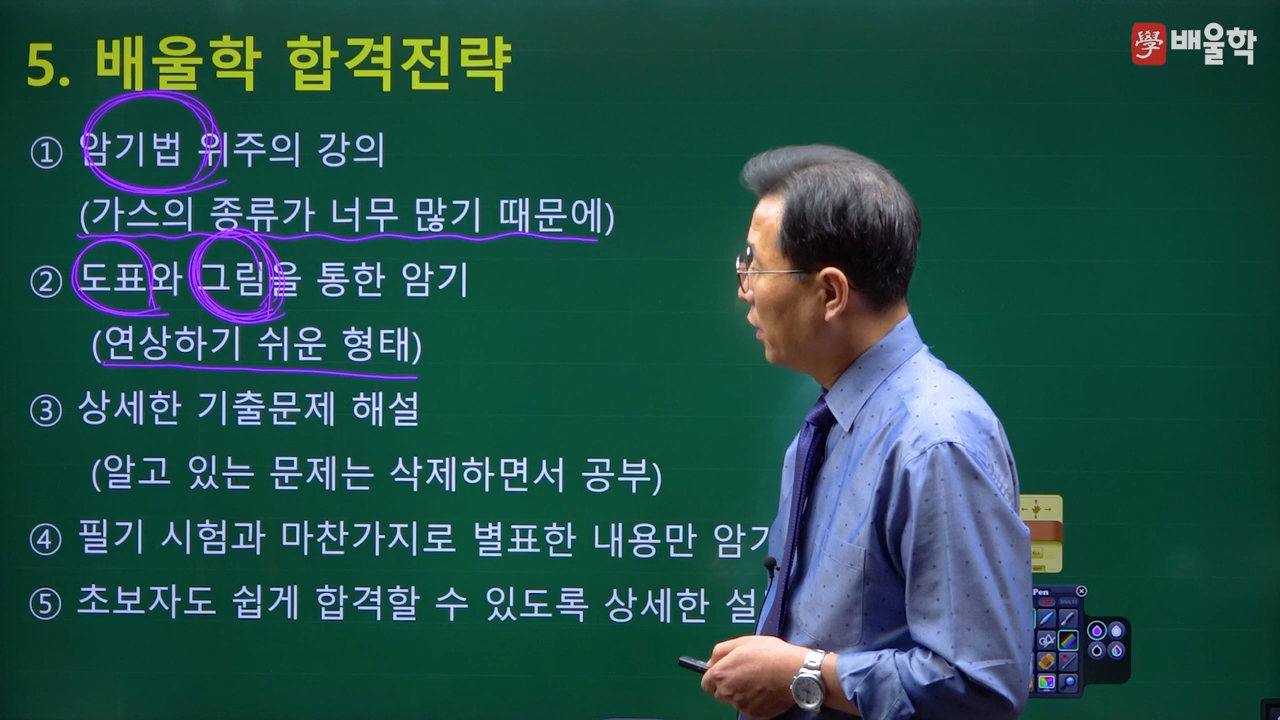 5. 배울학 합격전략
學 배울학
① 암기법 위주의 강의
(가스의 종류가 너무 많기 때문에)
② 도표와 그림을 통한 암기
(연상하기 쉬운 형태)
③ 상세한 기출문제 해설
(알고 있는 문제는 삭제하면서 공부)
④ 필기 시험과 마찬가지로 별표한 내용만
⑤ 초보자도 쉽게 합격할 수 있도록 상세한
Pen